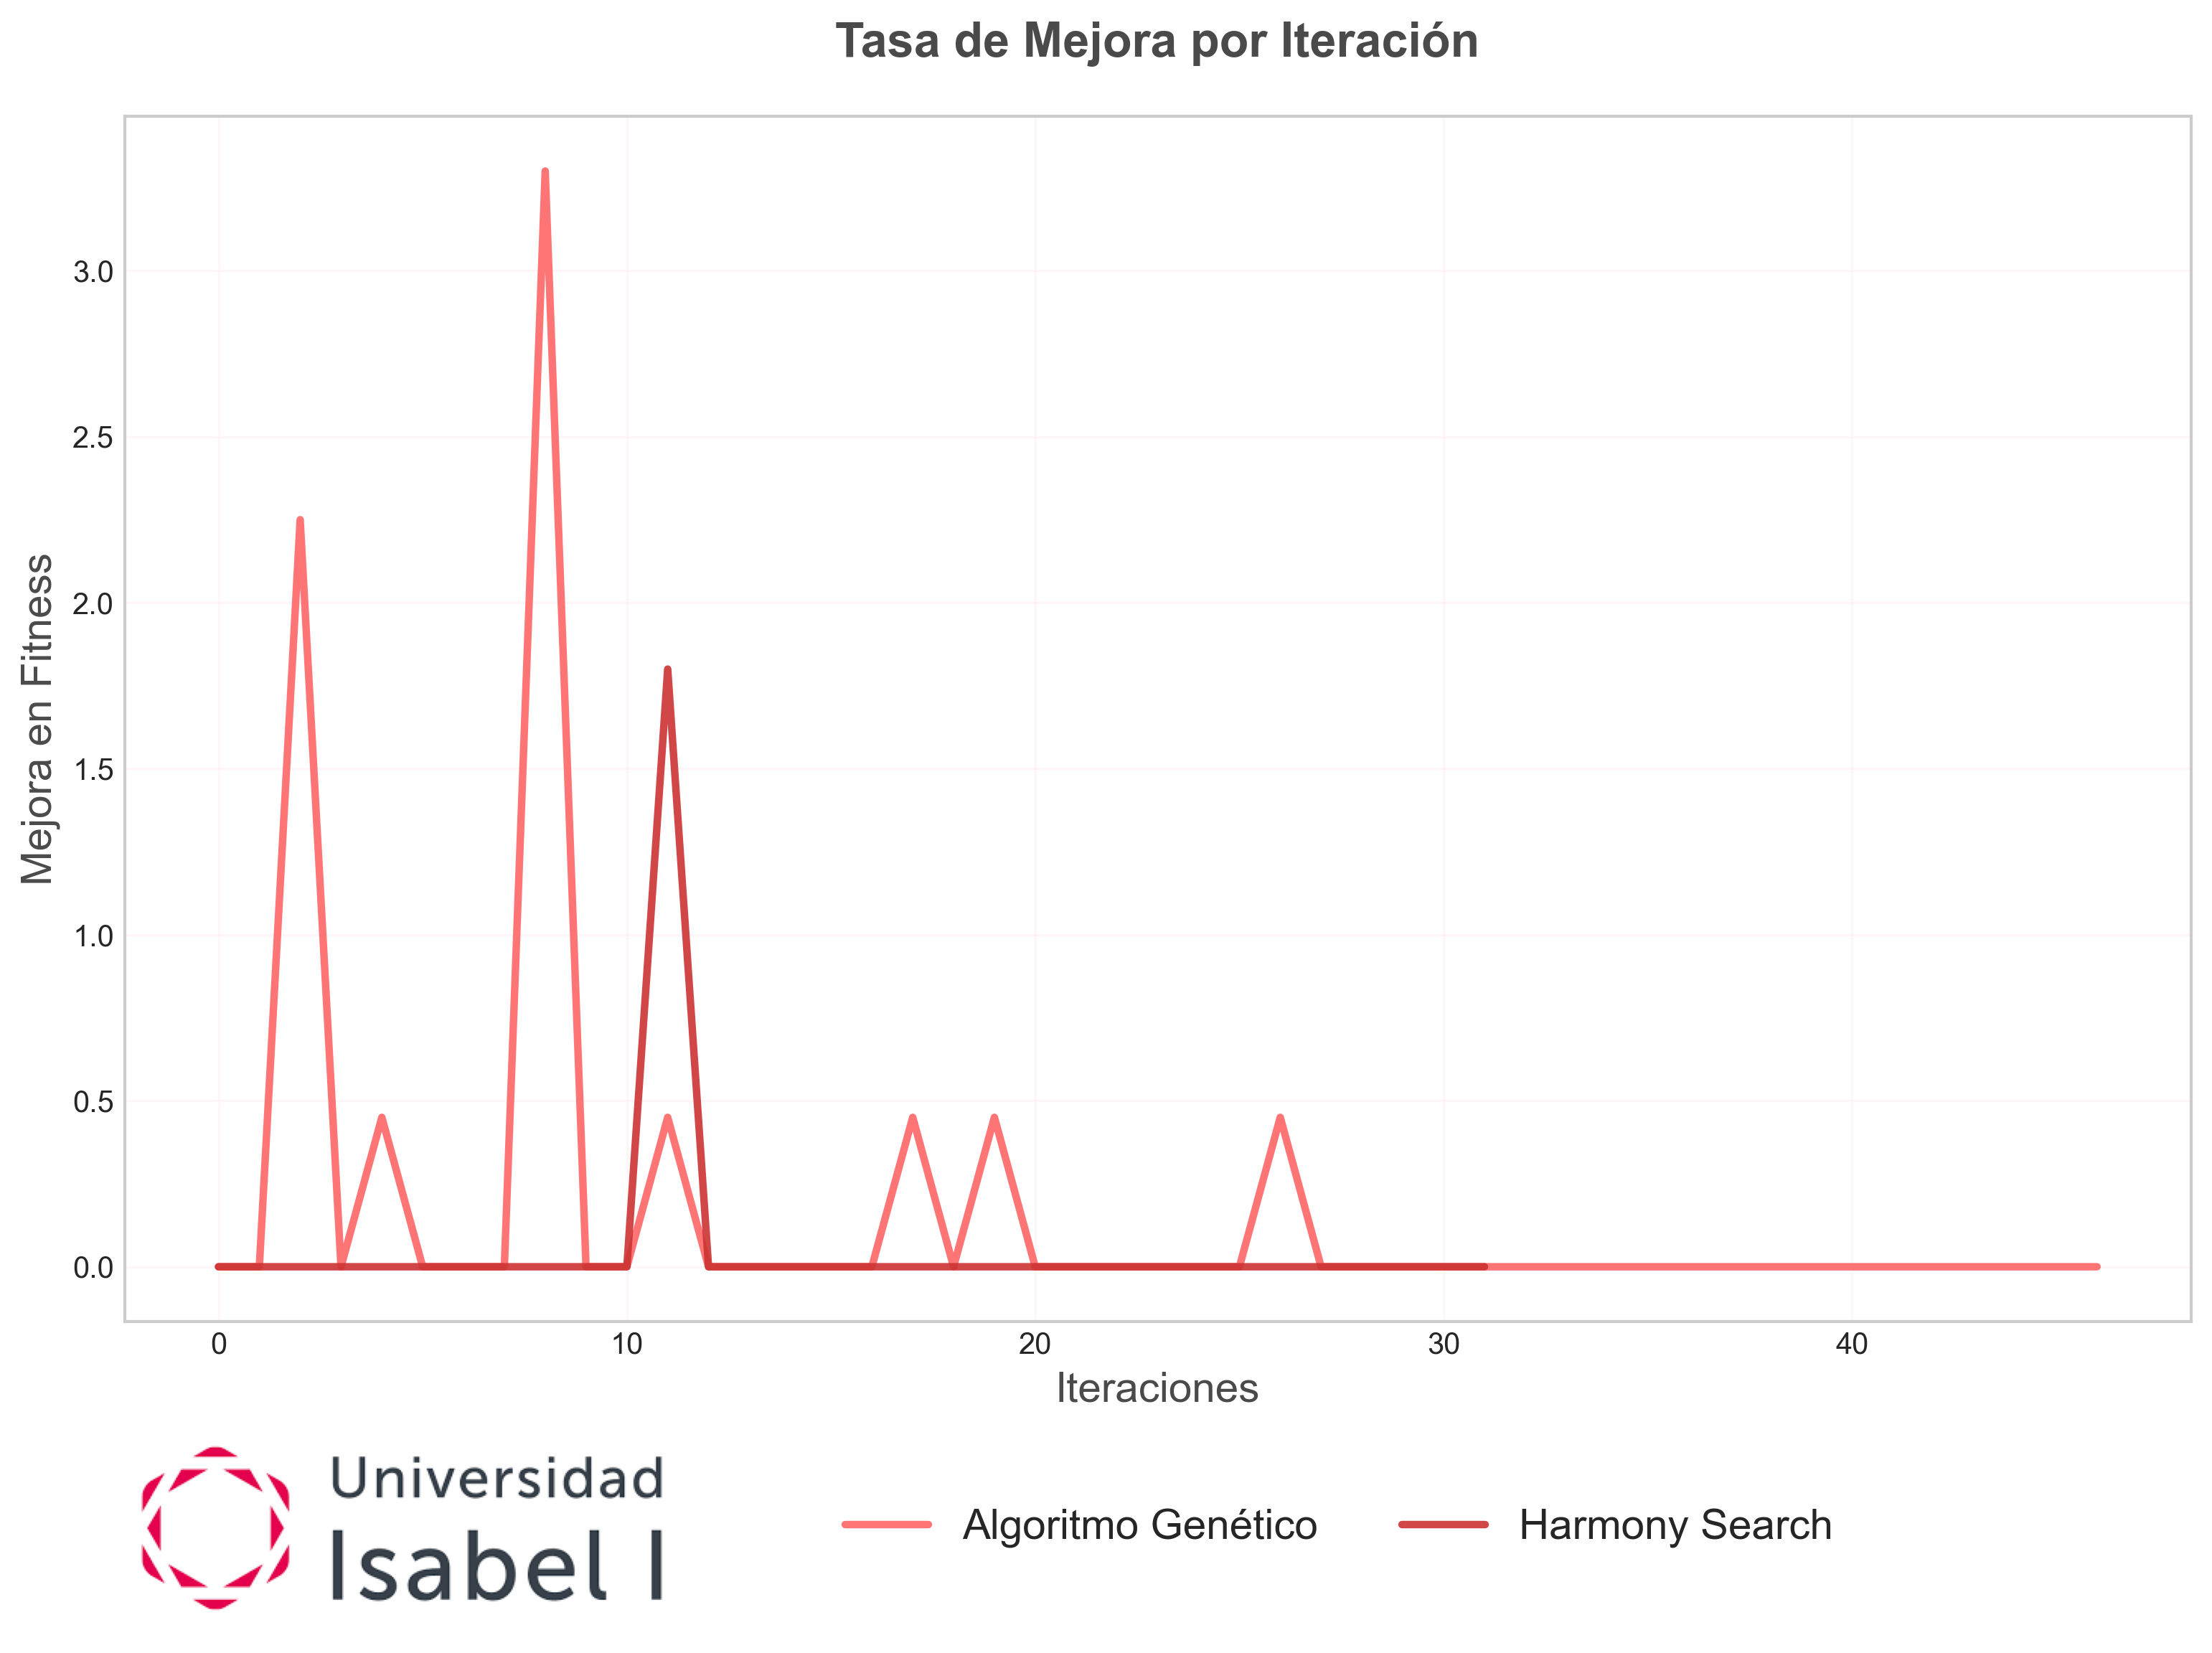 Tasa de Mejora por Iteración
Mejora en Fitness
3.0
2.5
2.0
1.5
1.0
0.5
0.0
0 10 20 30 40
Iteraciones
Universidad
Isabel I
Algoritmo Genético Harmony Search